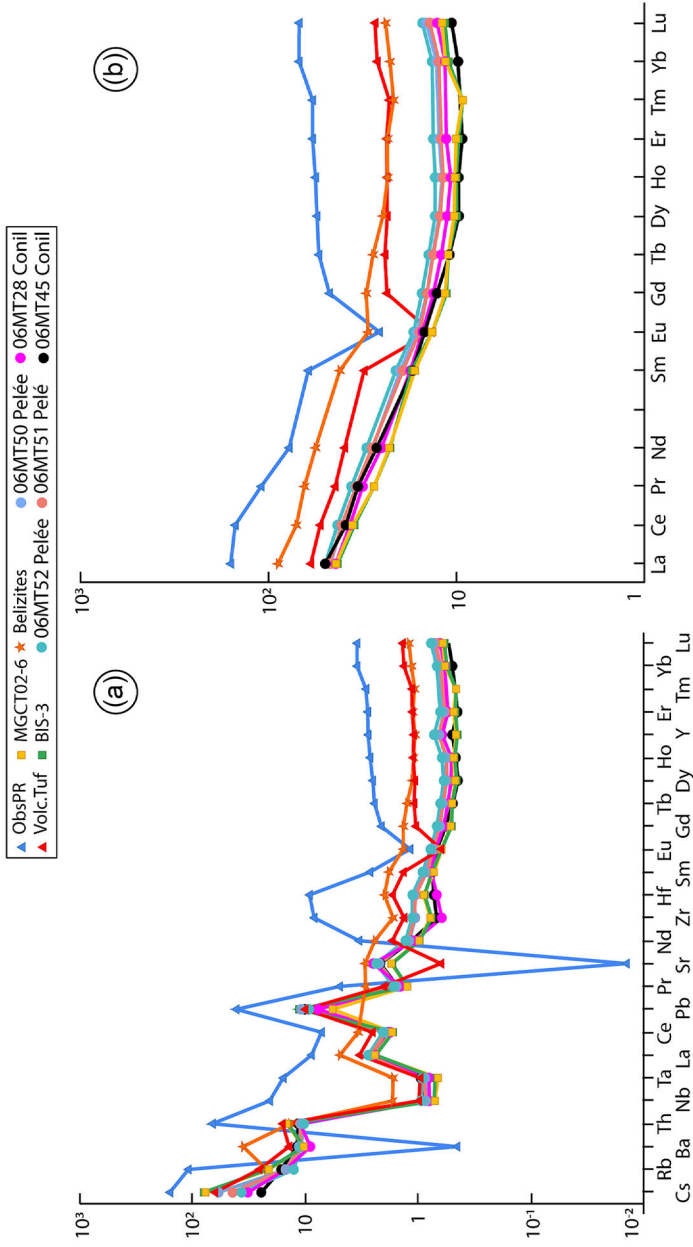 ObsPR MGCT02-6 Belizites 06MT50 Pelée 06MT28 Conil
Volc.Tuf BIS-3 06MT52 Pelée 06MT51 Pelé 06MT45 Conil
(a)
10³
10²
10
1
10⁻¹
10⁻²
Cs Rb Ba Th Nb Ta La Ce Pb Pr Sr Nd Zr Hf Sm Eu Gd Tb Dy Ho Y Er Tm Yb Lu
(b)
10³
10²
10
1
La Ce Pr Nd Sm Eu Gd Tb Dy Ho Er Tm Yb Lu